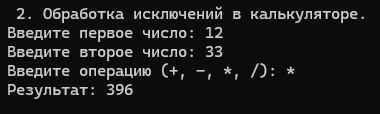 2. Обработка исключений в калькуляторе.
Введите первое число: 12
Введите второе число: 33
Введите операцию (+, -, *, /): *
Результат: 396